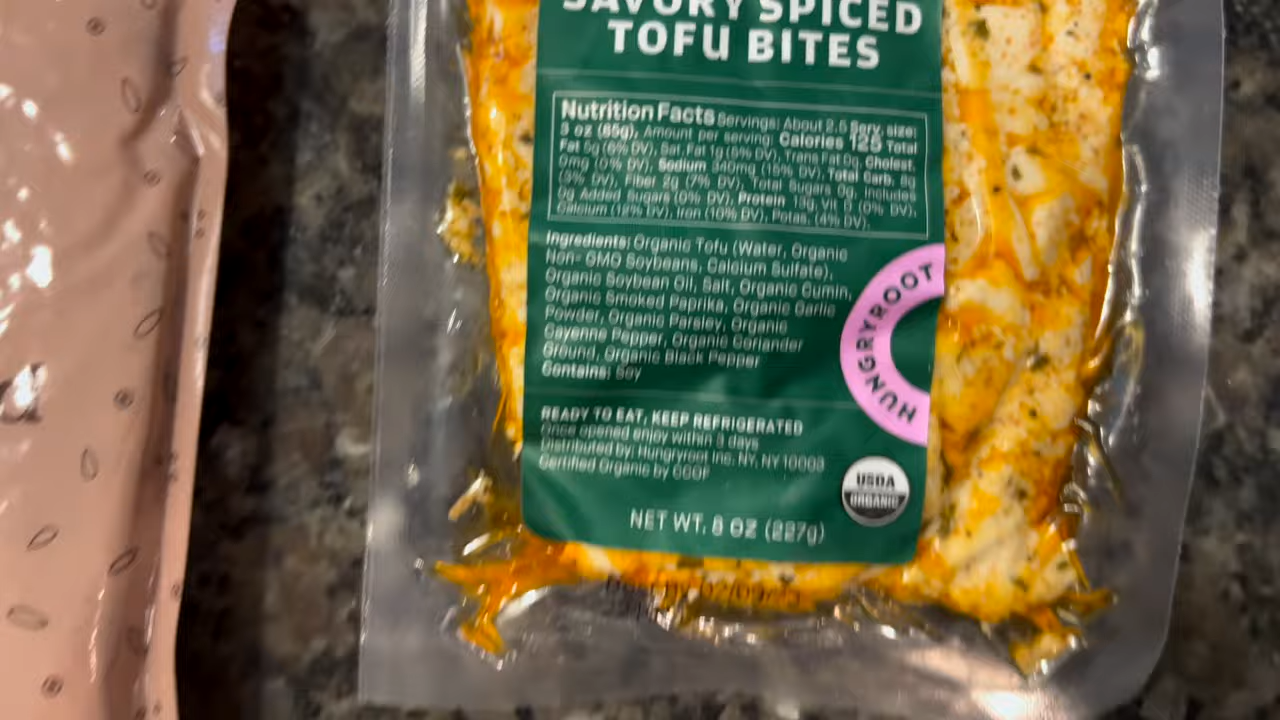 SAVORY SPICED
TOFU BITES
Nutrition Facts Servings: About 2.5 Serv. size:
3 oz (85g), Amount per serving: Calories 125 Total
Fat 5g (6% DV), Sat. Fat 1g (5% DV), Trans Fat 0g, Cholest.
0mg (0% DV), Sodium (15% DV), Total Carb.
(3% DV), Fiber 2g (7% DV), Total Sugars 0g, Includes
0g Added Sugars (0% DV), Protein 13g, Vit. D (0% DV),
Calcium (12% DV), Iron (10% DV), Potas. (4% DV).
Ingredients: Organic Tofu (Water, Organic
Non- GMO Soybeans, Calcium Sulfate),
Organic Soybean Oil, Salt, Organic Cumin,
Organic Smoked Paprika, Organic Garlic
Powder, Organic Parsley, Organic
Cayenne Pepper, Organic Coriander
Ground, Organic Black Pepper
Contains: Soy
HUNGRYROOT
READY TO EAT, KEEP REFRIGERATED
Once opened enjoy within 3 days
Distributed by: Hungryroot Inc. NY, NY 10003
Certified Organic by CCOF
USDA
ORGANIC
NET WT. 8 OZ (227g)